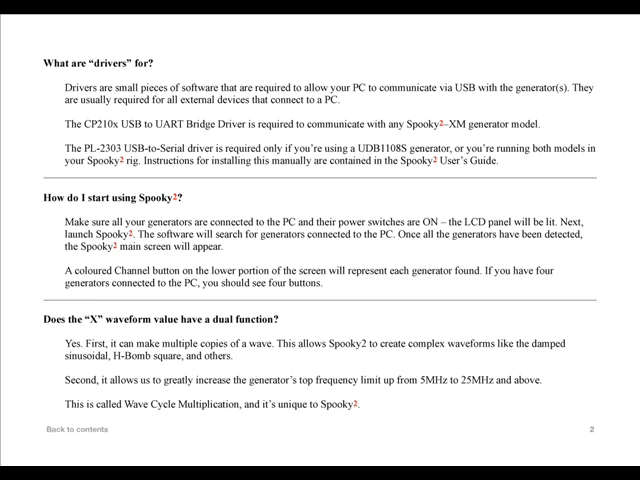 What are “drivers” for?
Drivers are small pieces of software that are required to allow your PC to communicate via USB with the generator(s). They
are usually required for all external devices that connect to a PC.
The CP210x USB to UART Bridge Driver is required to communicate with any Spooky2–XM generator model.
The PL-2303 USB-to-Serial driver is required only if you’re using a UDB1108S generator, or you’re running both models in
your Spooky2 rig. Instructions for installing this manually are contained in the Spooky2 User’s Guide.
How do I start using Spooky2?
Make sure all your generators are connected to the PC and their power switches are ON – the LCD panel will be lit. Next,
launch Spooky2. The software will search for generators connected to the PC. Once all the generators have been detected,
the Spooky2 main screen will appear.
A coloured Channel button on the lower portion of the screen will represent each generator found. If you have four
generators connected to the PC, you should see four buttons.
Does the “X” waveform value have a dual function?
Yes. First, it can make multiple copies of a wave. This allows Spooky2 to create complex waveforms like the damped
sinusoidal, H-Bomb square, and others.
Second, it allows us to greatly increase the generator’s top frequency limit up from 5MHz to 25MHz and above.
This is called Wave Cycle Multiplication, and it’s unique to Spooky2.
Back to contents 2